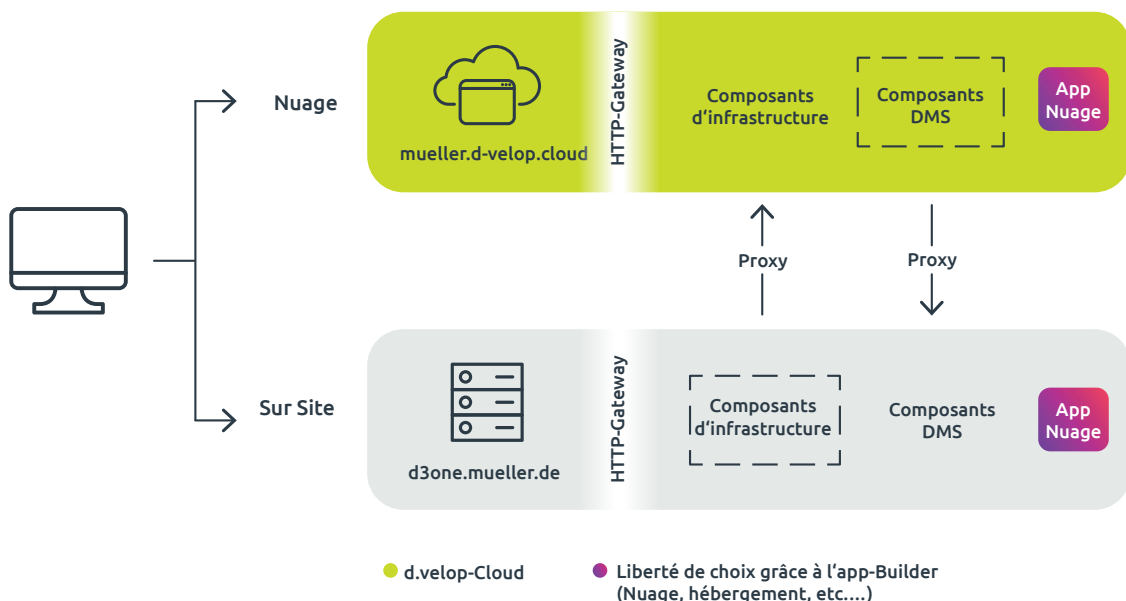 Nuage
mueller.d-velop.cloud
HTTP-Gateway
Composants
d‘infrastructure
Composants
DMS
App
Nuage
Proxy
Proxy
Sur Site
d3one.mueller.de
HTTP-Gateway
Composants
d‘infrastructure
Composants
DMS
App
Nuage
d.velop-Cloud
Liberté de choix grâce à l‘app-Builder
(Nuage, hébergement, etc.…)